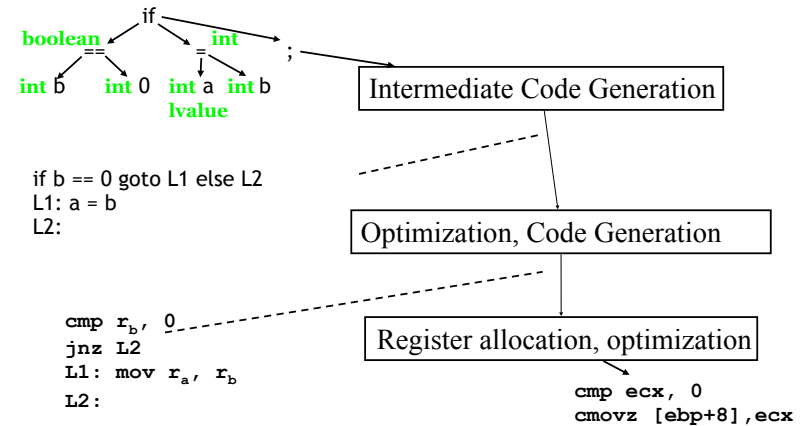 if
boolean
int
==
=
;
int b
int 0
int a
int b
lvalue
Intermediate Code Generation
if b == 0 goto L1 else L2
L1: a = b
L2:
Optimization, Code Generation
cmp rb, 0
jnz L2
L1: mov ra, rb
L2:
Register allocation, optimization
cmp ecx, 0
cmovz [ebp+8],ecx